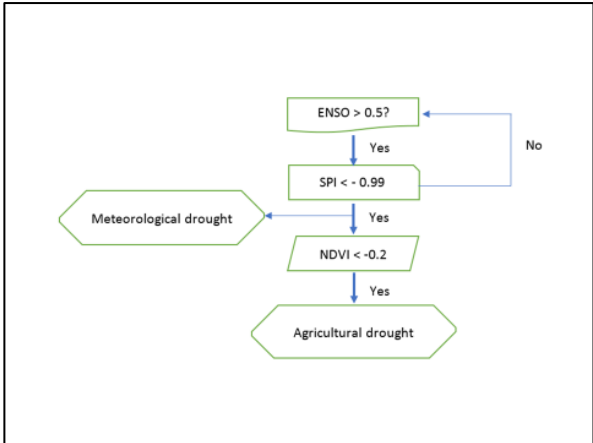 ENSO > 0.5?
Yes
No
SPI < - 0.99
Meteorological drought
Yes
NDVI < -0.2
Yes
Agricultural drought